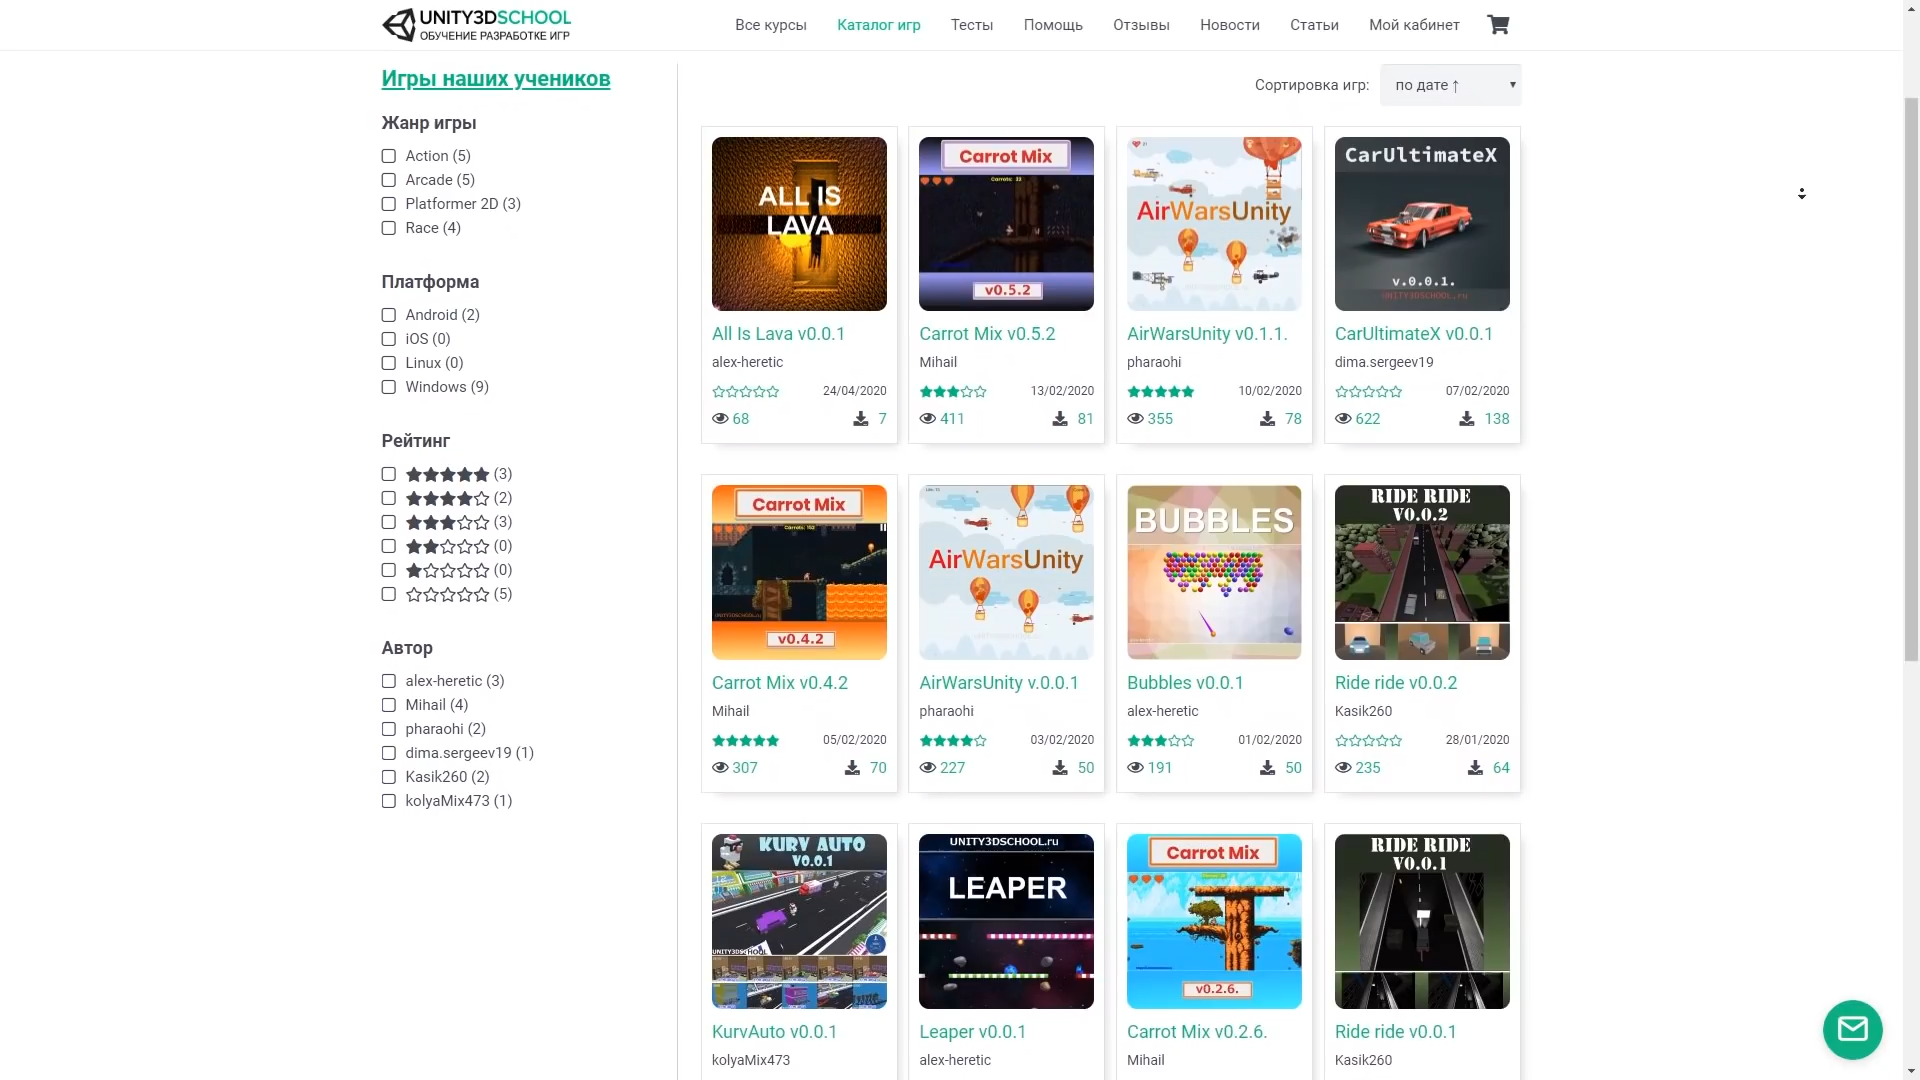 UNITY3DSCHOOL
ОБУЧЕНИЕ РАЗРАБОТКЕ ИГР
Все курсы
Каталог игр
Тесты
Помощь
Отзывы
Новости
Статьи
Мой кабинет
Игры наших учеников
Жанр игры
Action (5)
Arcade (5)
Platformer 2D (3)
Race (4)
Платформа
Android (2)
iOS (0)
Linux (0)
Windows (9)
Рейтинг
(3)
(2)
(3)
(0)
(0)
(5)
Автор
alex-heretic (3)
Mihail (4)
pharaohi (2)
dima.sergeev19 (1)
Kasik260 (2)
kolyaMix473 (1)
Сортировка игр:
по дате ↑
ALL IS
LAVA
All Is Lava v0.0.1
alex-heretic
24/04/2020
68
7
Carrot Mix
Carrots: 33
v0.5.2
Carrot Mix v0.5.2
Mihail
13/02/2020
411
81
AirWarsUnity
AirWarsUnity v0.1.1.
pharaohi
10/02/2020
355
78
CarUltimateX
v.0.0.1.
UNITY3DSCHOOL.ru
CarUltimateX v0.0.1
dima.sergeev19
07/02/2020
622
138
Carrot Mix
v0.4.2
Carrot Mix v0.4.2
Mihail
05/02/2020
307
70
AirWarsUnity
AirWarsUnity v.0.0.1
pharaohi
03/02/2020
227
50
BUBBLES
Bubbles v0.0.1
alex-heretic
01/02/2020
191
50
RIDE RIDE
V0.0.2
Ride ride v0.0.2
Kasik260
28/01/2020
235
64
KURV AUTO
V0.0.1
UNITY3DSCHOOL
KurvAuto v0.0.1
kolyaMix473
UNITY3DSCHOOL.ru
LEAPER
Leaper v0.0.1
alex-heretic
Carrot Mix
v0.2.6.
Carrot Mix v0.2.6.
Mihail
RIDE RIDE
V0.0.1
Ride ride v0.0.1
Kasik260